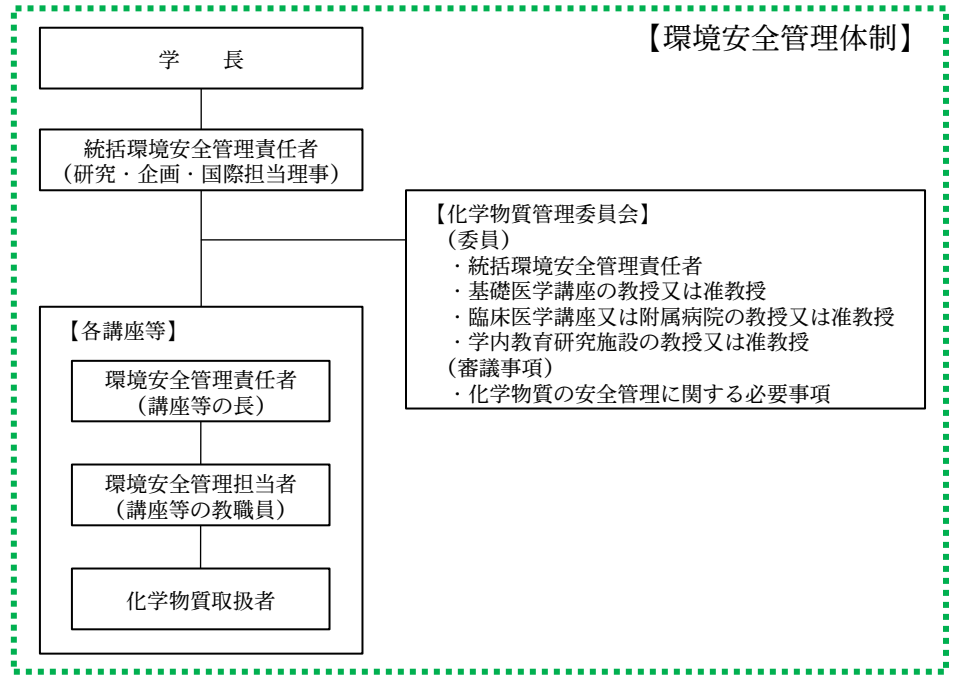 【環境安全管理体制】
学　　長
統括環境安全管理責任者
（研究・企画・国際担当理事）
【化学物質管理委員会】
（委員）
・統括環境安全管理責任者
・基礎医学講座の教授又は准教授
・臨床医学講座又は附属病院の教授又は准教授
・学内教育研究施設の教授又は准教授
（審議事項）
・化学物質の安全管理に関する必要事項
【各講座等】
環境安全管理責任者
（講座等の長）
環境安全管理担当者
（講座等の教職員）
化学物質取扱者